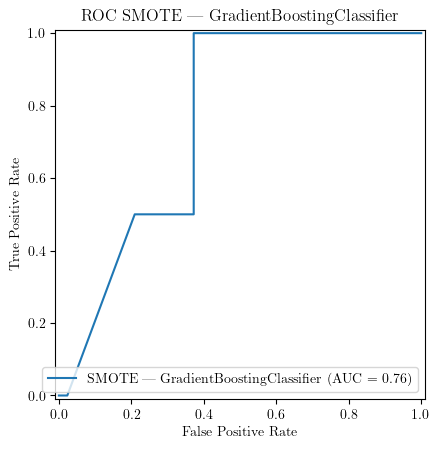 ROC SMOTE — GradientBoostingClassifier
1.0
0.8
0.6
0.4
0.2
0.0
True Positive Rate
SMOTE — GradientBoostingClassifier (AUC = 0.76)
0.0 0.2 0.4 0.6 0.8 1.0
False Positive Rate